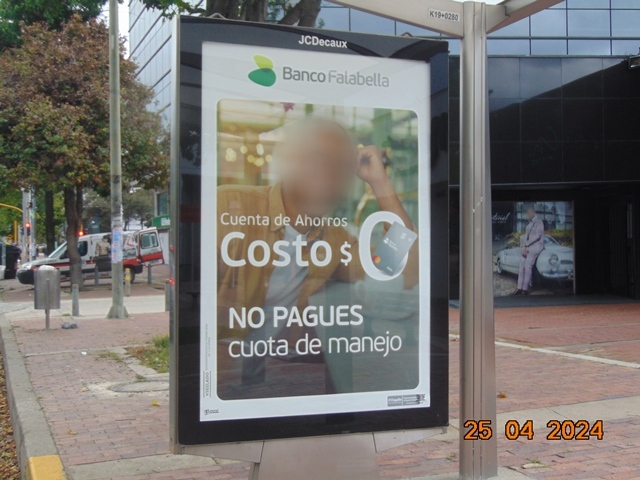 K19+0280
JCDecaux
Banco Falabella
Cuenta de Ahorros
Costo $0
NO PAGUES
cuota de manejo
25 04 2024